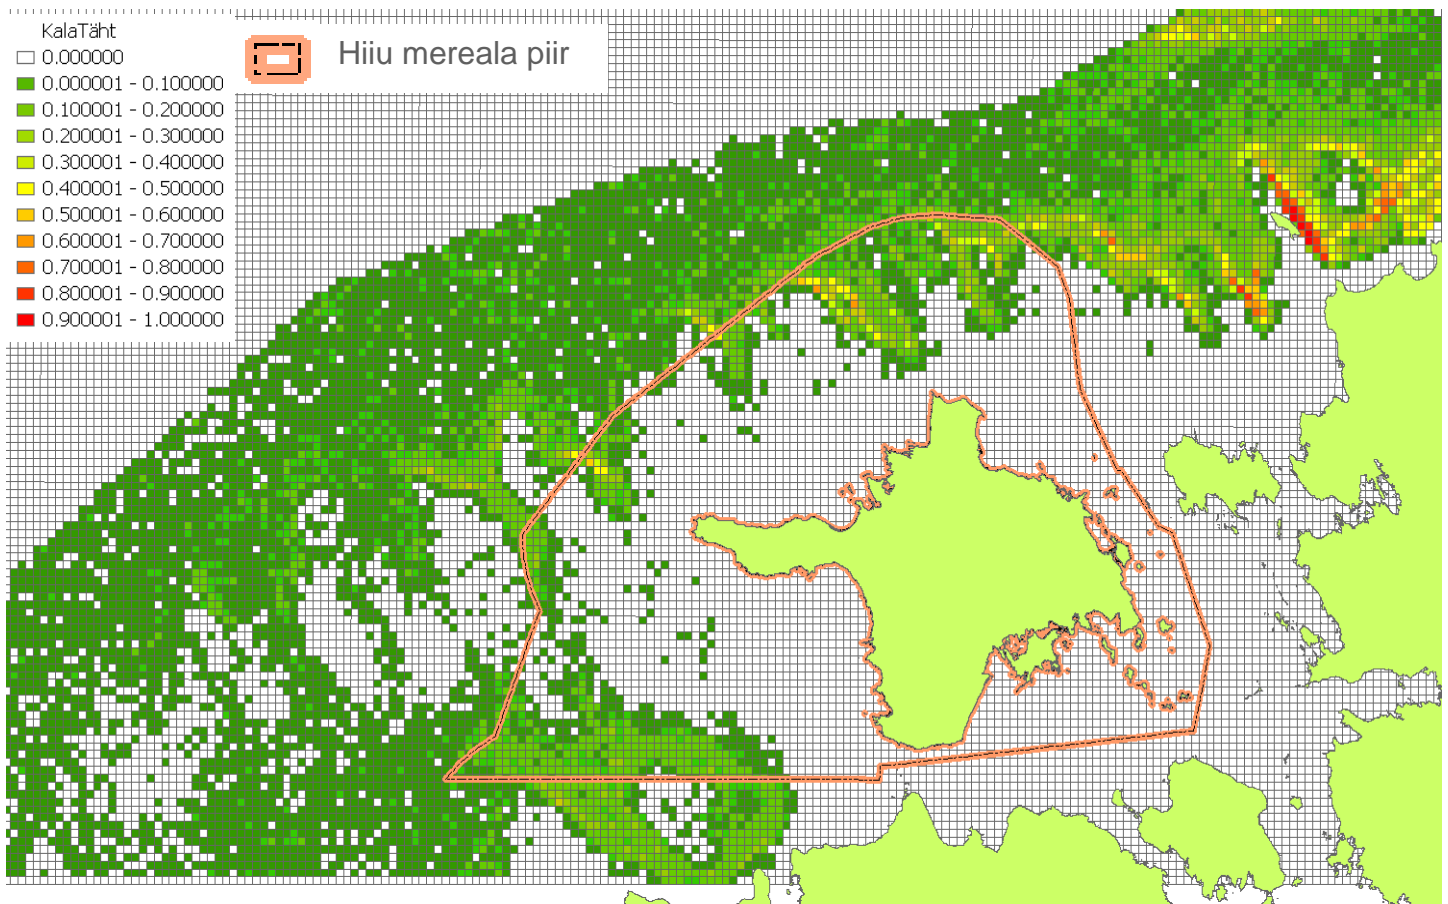 KalaTäht
0.000000
0.000001 - 0.100000
0.100001 - 0.200000
0.200001 - 0.300000
0.300001 - 0.400000
0.400001 - 0.500000
0.500001 - 0.600000
0.600001 - 0.700000
0.700001 - 0.800000
0.800001 - 0.900000
0.900001 - 1.000000
Hiiu mereala piir